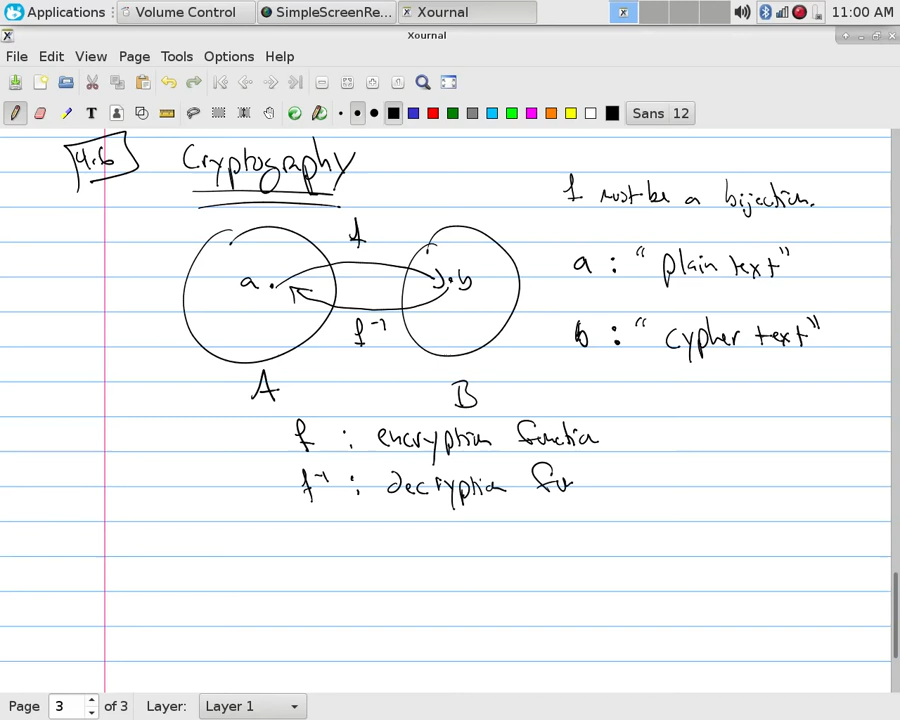 Applications
Volume Control
SimpleScreenRe...
Xournal
11:00 AM
Xournal
File Edit View Page Tools Options Help
Sans 12
4.6 Cryptography
f must be a bijection.
f
a : "plain text"
a b
f⁻¹
b : "cypher text"
A B
f : encryption function
f⁻¹ : decryption fu
Page 3 of 3 Layer: Layer 1